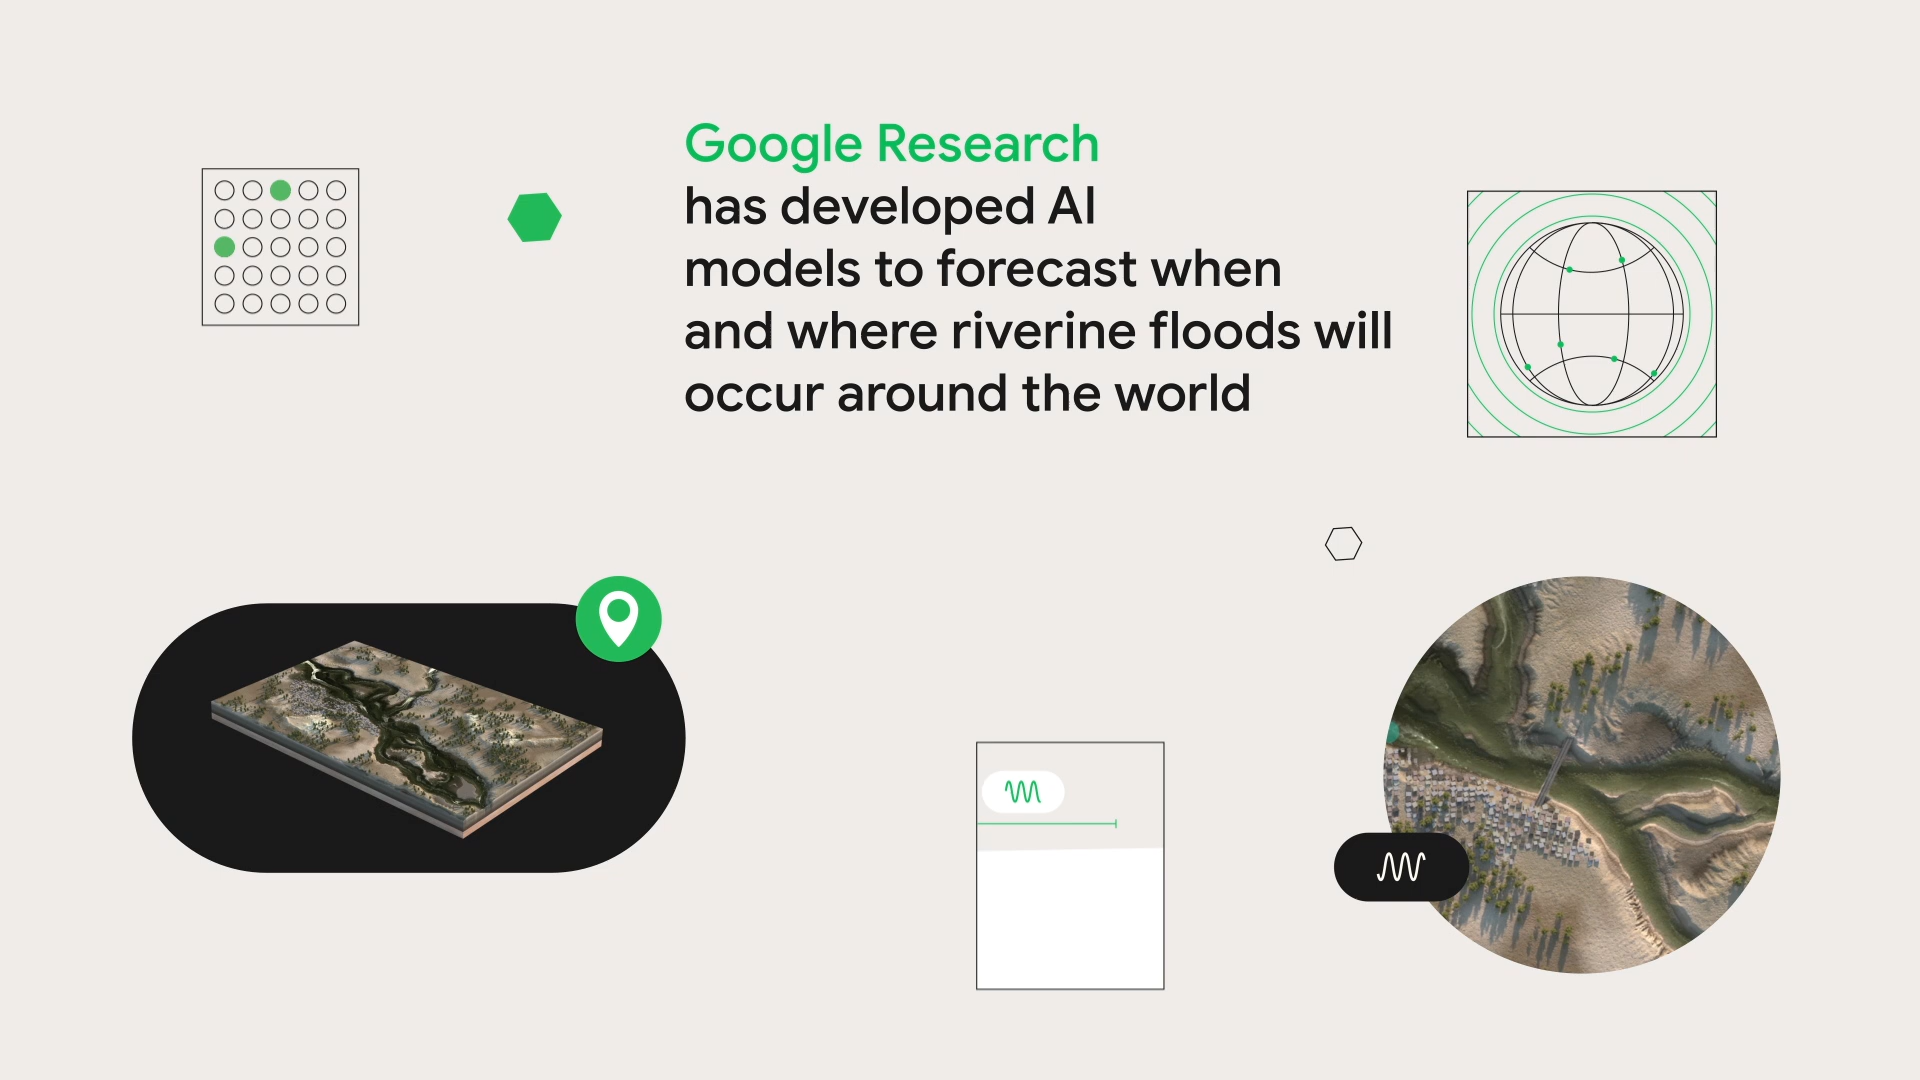 Google Research
has developed AI
models to forecast when
and where riverine floods will
occur around the world